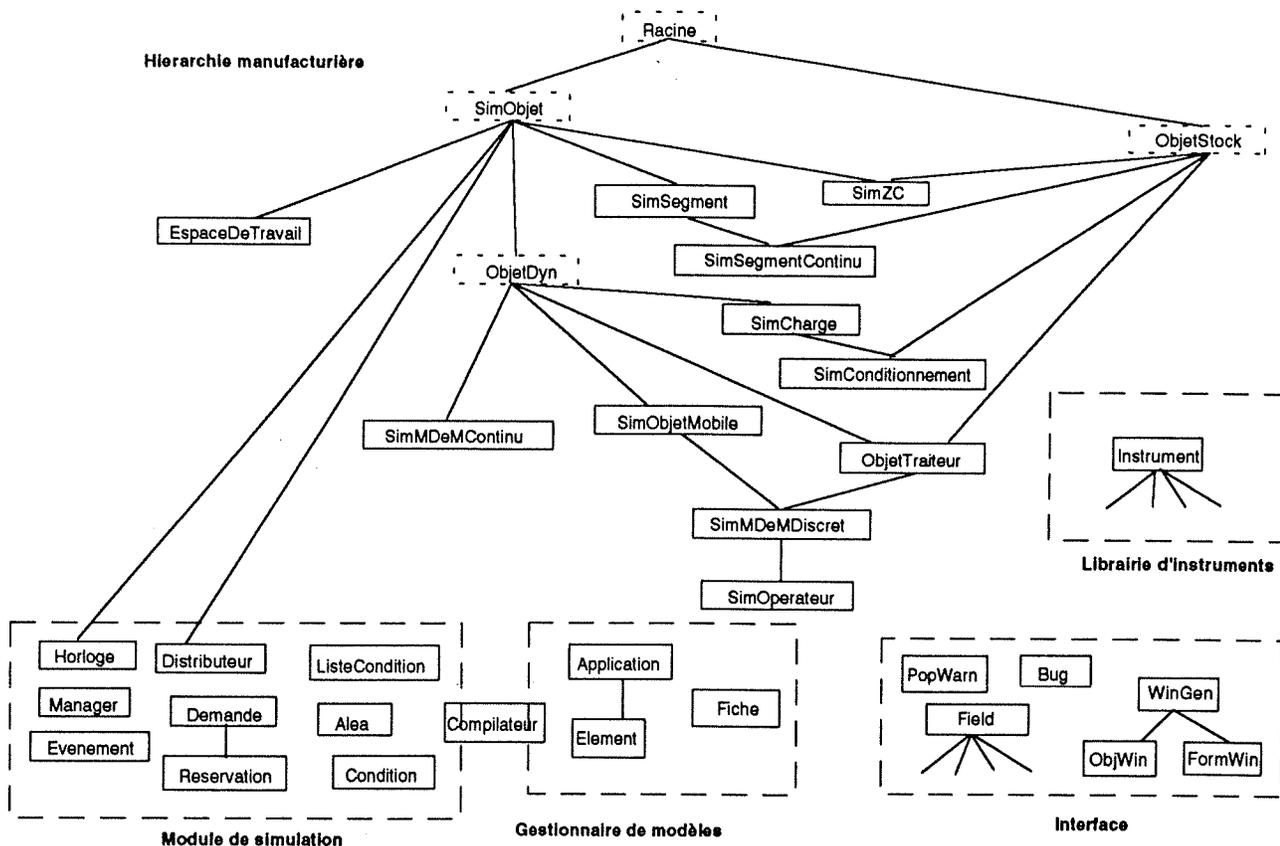 Racine
Hierarchie manufacturière
SimObjet
ObjetStock
SimZC
SimSegment
EspaceDeTravail
SimSegmentContinu
ObjetDyn
SimCharge
SimConditionnement
SimObjetMobile
SimMDeMContinu
ObjetTraiteur
Instrument
SimMDeMDiscret
Librairie d'instruments
SimOperateur
Horloge
Distributeur
ListeCondition
Application
PopWarn
Bug
Manager
Demande
Alea
Compilateur
Fiche
WinGen
Field
Evenement
Element
Reservation
Condition
ObjWin
FormWin
Module de simulation
Gestionnaire de modèles
Interface